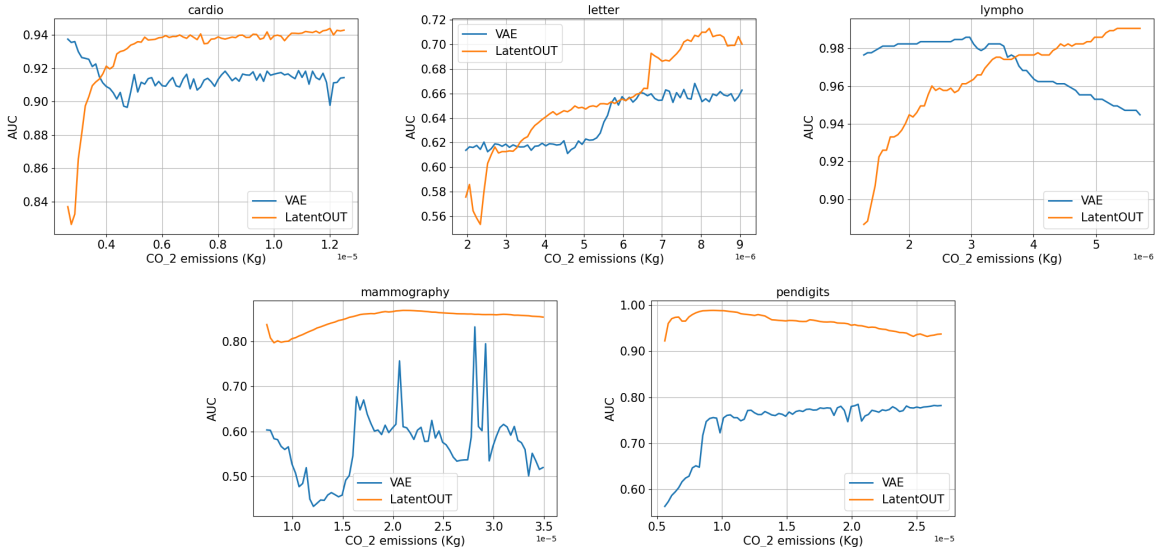 cardio
AUC
0.94
0.92
0.90
0.88
0.86
0.84
VAE
LatentOUT
0.4
0.6
0.8
1.0
1.2
1e-5
CO_2 emissions (Kg)
letter
AUC
0.72
0.70
0.68
0.66
0.64
0.62
0.60
0.58
0.56
VAE
LatentOUT
2
3
4
5
6
7
8
9
1e-6
CO_2 emissions (Kg)
lympho
AUC
0.98
0.96
0.94
0.92
0.90
VAE
LatentOUT
2
3
4
5
1e-6
CO_2 emissions (Kg)
mammography
AUC
0.80
0.70
0.60
0.50
VAE
LatentOUT
1.0
1.5
2.0
2.5
3.0
3.5
1e-5
CO_2 emissions (Kg)
pendigits
AUC
1.00
0.90
0.80
0.70
0.60
VAE
LatentOUT
0.5
1.0
1.5
2.0
2.5
1e-5
CO_2 emissions (Kg)